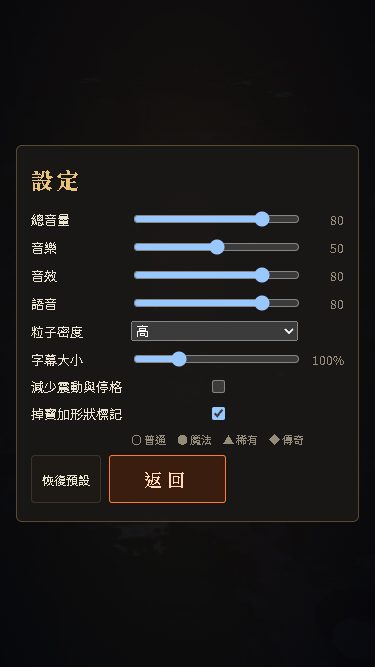 設定
總音量 80
音樂 50
音效 80
語音 80
粒子密度 高
字幕大小 100%
減少震動與停格
掉寶加形狀標記
○普通 ⬢魔法 ▲稀有 ◆傳奇
恢復預設 返回